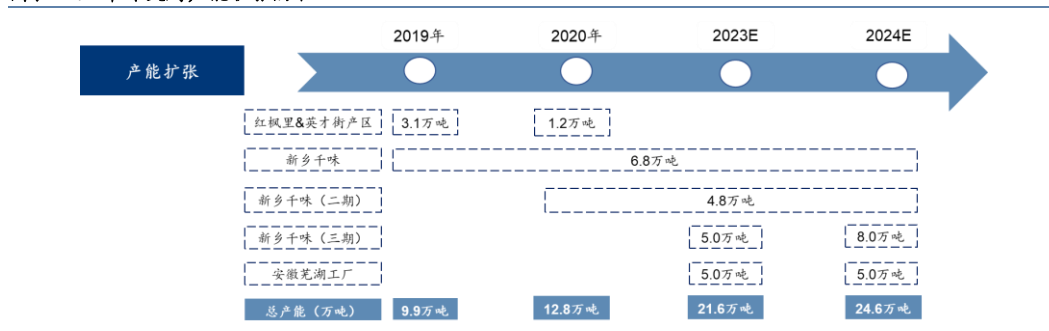 2019年 2020年 2023E 2024E
产能扩张
红枫里&英才街产区 3.1万吨 1.2万吨
新乡千味 6.8万吨
新乡千味（二期） 4.8万吨
新乡千味（三期） 5.0万吨 8.0万吨
安徽芜湖工厂 5.0万吨 5.0万吨
总产能（万吨） 9.9万吨 12.8万吨 21.6万吨 24.6万吨